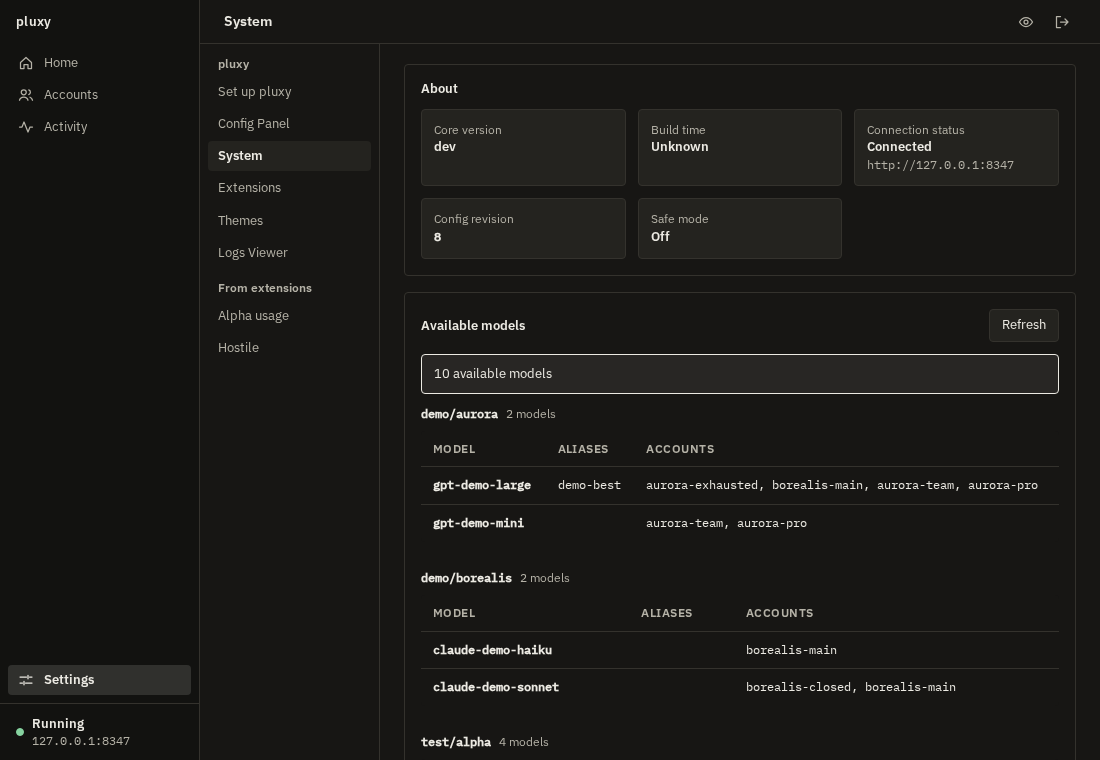 pluxy
Home
Accounts
Activity
Settings
Running
127.0.0.1:8347
System
pluxy
Set up pluxy
Config Panel
System
Extensions
Themes
Logs Viewer
From extensions
Alpha usage
Hostile
About
Core version
dev
Build time
Unknown
Connection status
Connected
http://127.0.0.1:8347
Config revision
8
Safe mode
Off
Available models
Refresh
10 available models
demo/aurora 2 models
MODEL ALIASES ACCOUNTS
gpt-demo-large demo-best aurora-exhausted, borealis-main, aurora-team, aurora-pro
gpt-demo-mini aurora-team, aurora-pro
demo/borealis 2 models
MODEL ALIASES ACCOUNTS
claude-demo-haiku borealis-main
claude-demo-sonnet borealis-closed, borealis-main
test/alpha 4 models